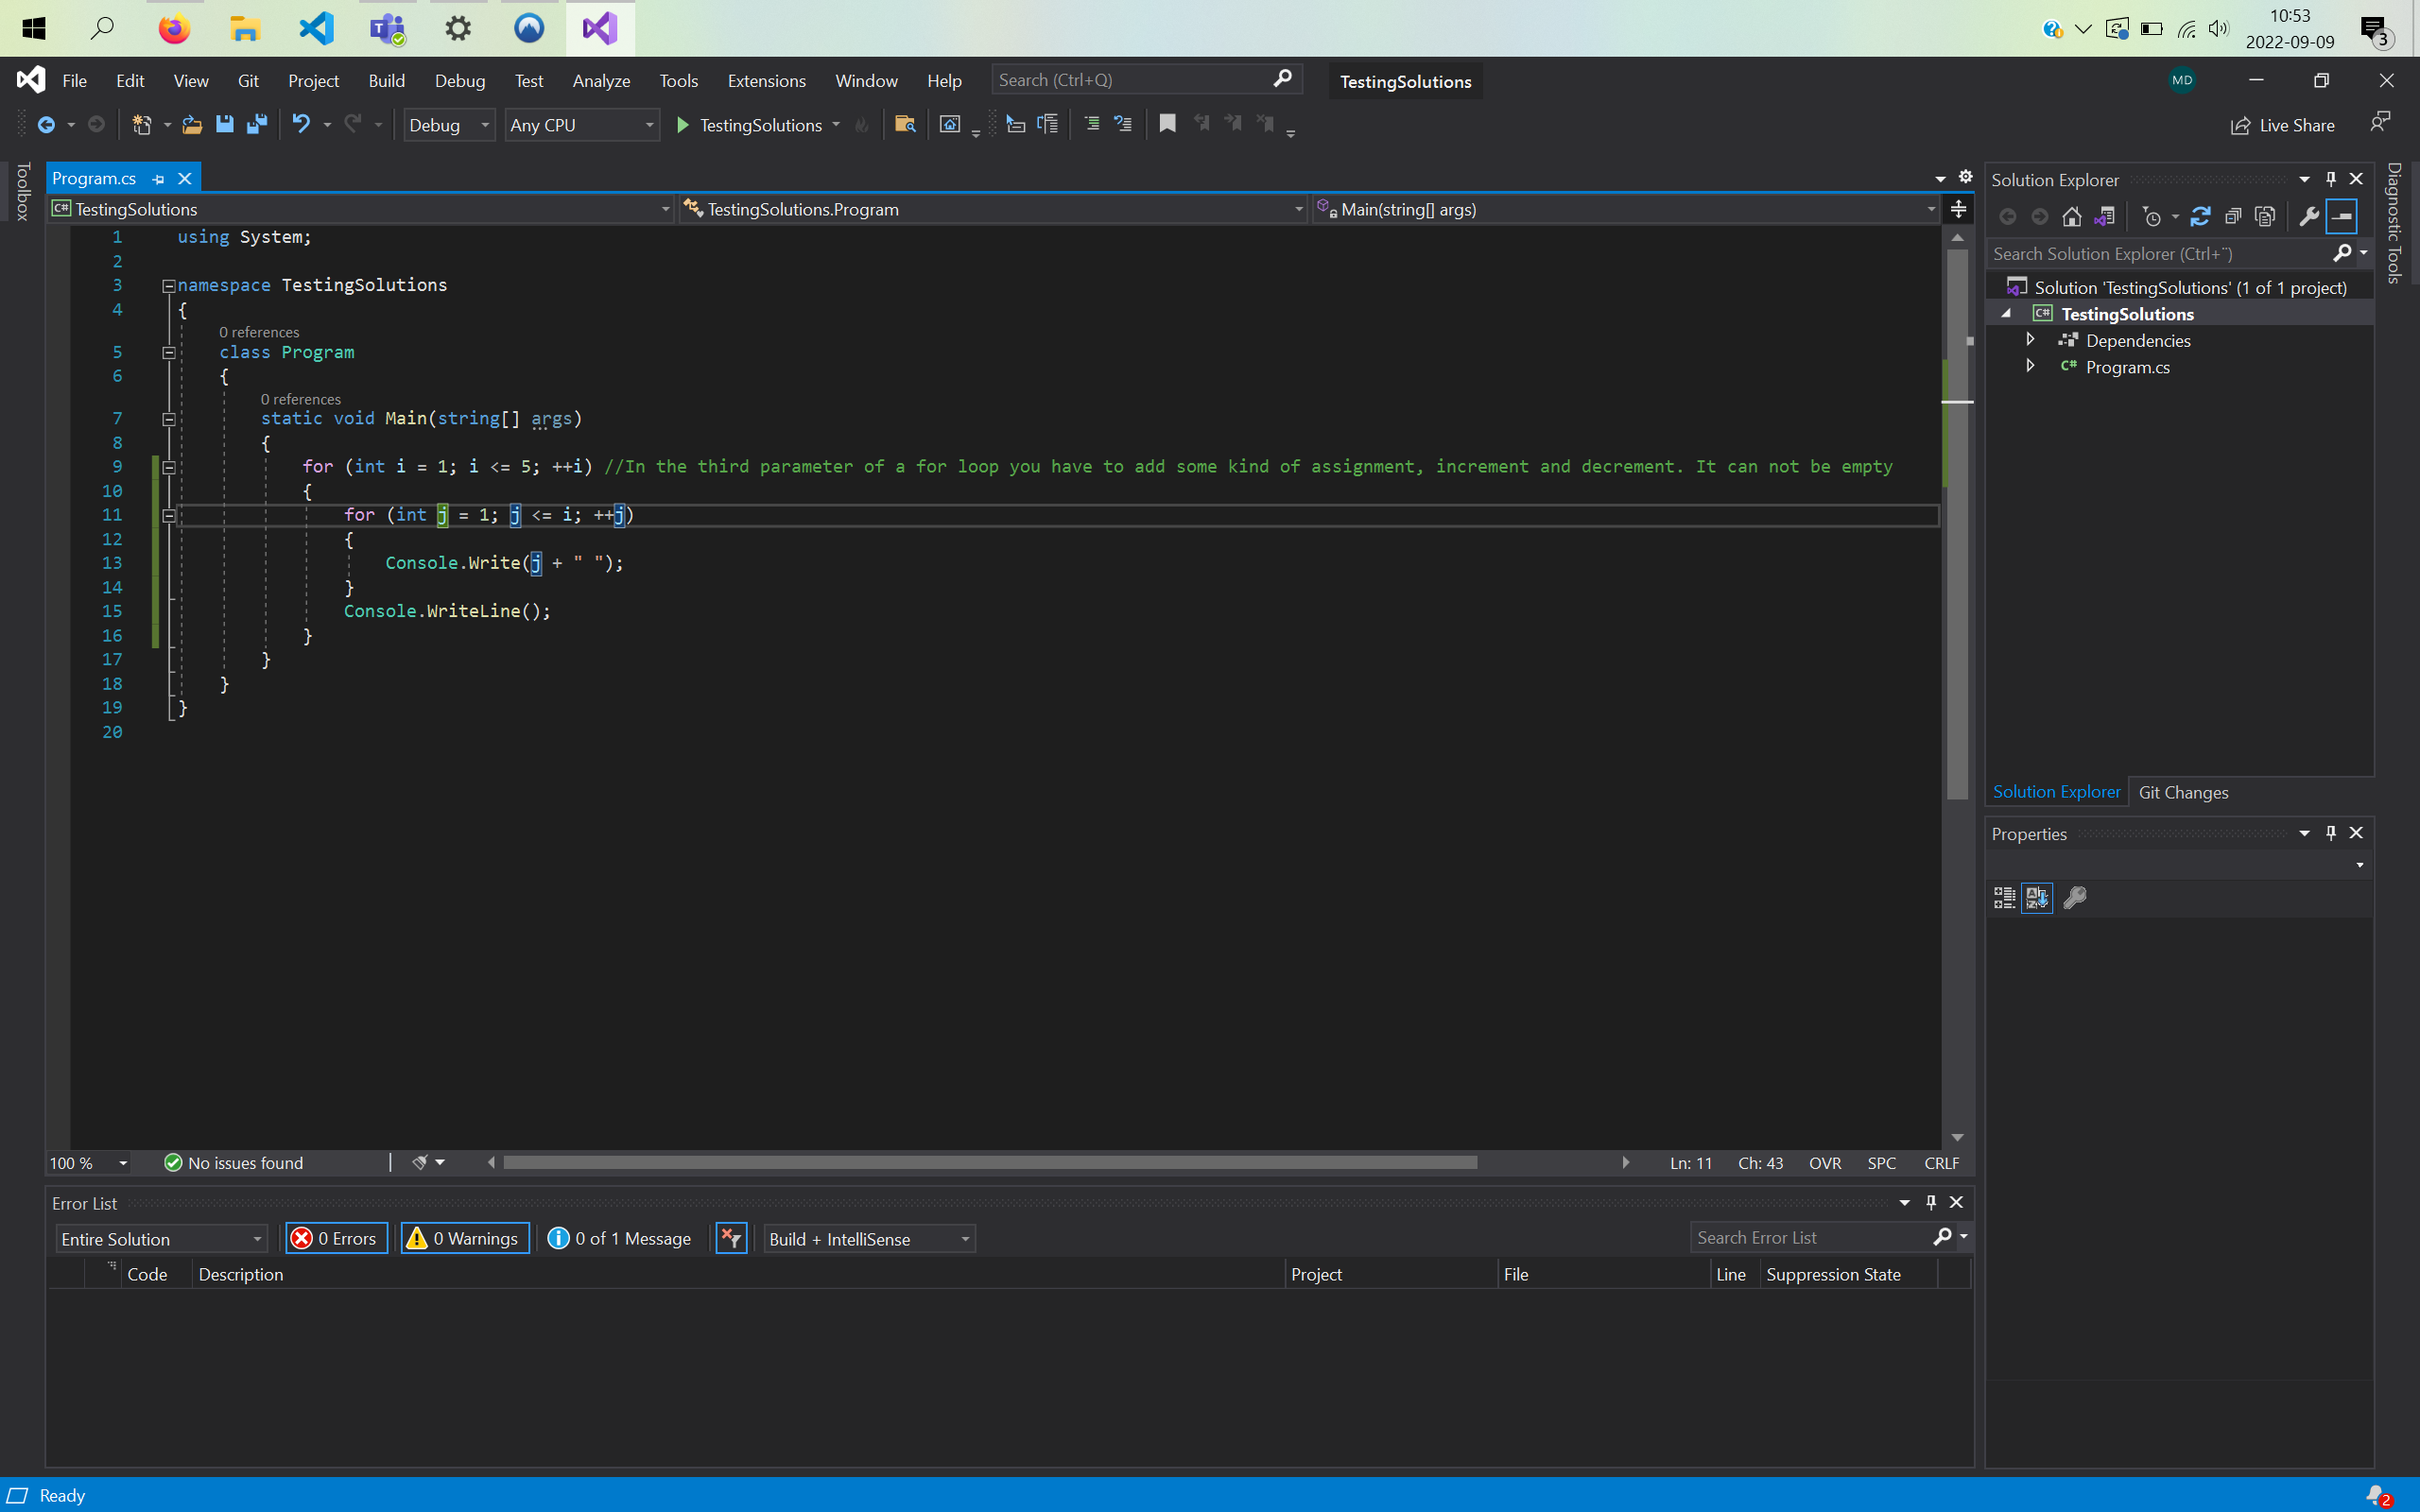 10:53
2022-09-09
3
File Edit View Git Project Build Debug Test Analyze Tools Extensions Window Help Search (Ctrl+Q) TestingSolutions MD
Debug Any CPU TestingSolutions Live Share
Toolbox
Program.cs
TestingSolutions TestingSolutions.Program Main(string[] args)
1 using System;
2
3 namespace TestingSolutions
4 {
0 references
5 class Program
6 {
0 references
7 static void Main(string[] args)
8 {
9 for (int i = 1; i <= 5; ++i) //In the third parameter of a for loop you have to add some kind of assignment, increment and decrement. It can not be empty
10 {
11 for (int j = 1; j <= i; ++j)
12 {
13 Console.Write(j + " ");
14 }
15 Console.WriteLine();
16 }
17 }
18 }
19 }
20
100 % No issues found Ln: 11 Ch: 43 OVR SPC CRLF
Error List
Entire Solution 0 Errors 0 Warnings 0 of 1 Message Build + IntelliSense Search Error List
Code Description Project File Line Suppression State
Solution Explorer
Search Solution Explorer (Ctrl+¨)
Solution 'TestingSolutions' (1 of 1 project)
C# TestingSolutions
Dependencies
C# Program.cs
Solution Explorer Git Changes
Properties
Diagnostic Tools
Ready
2